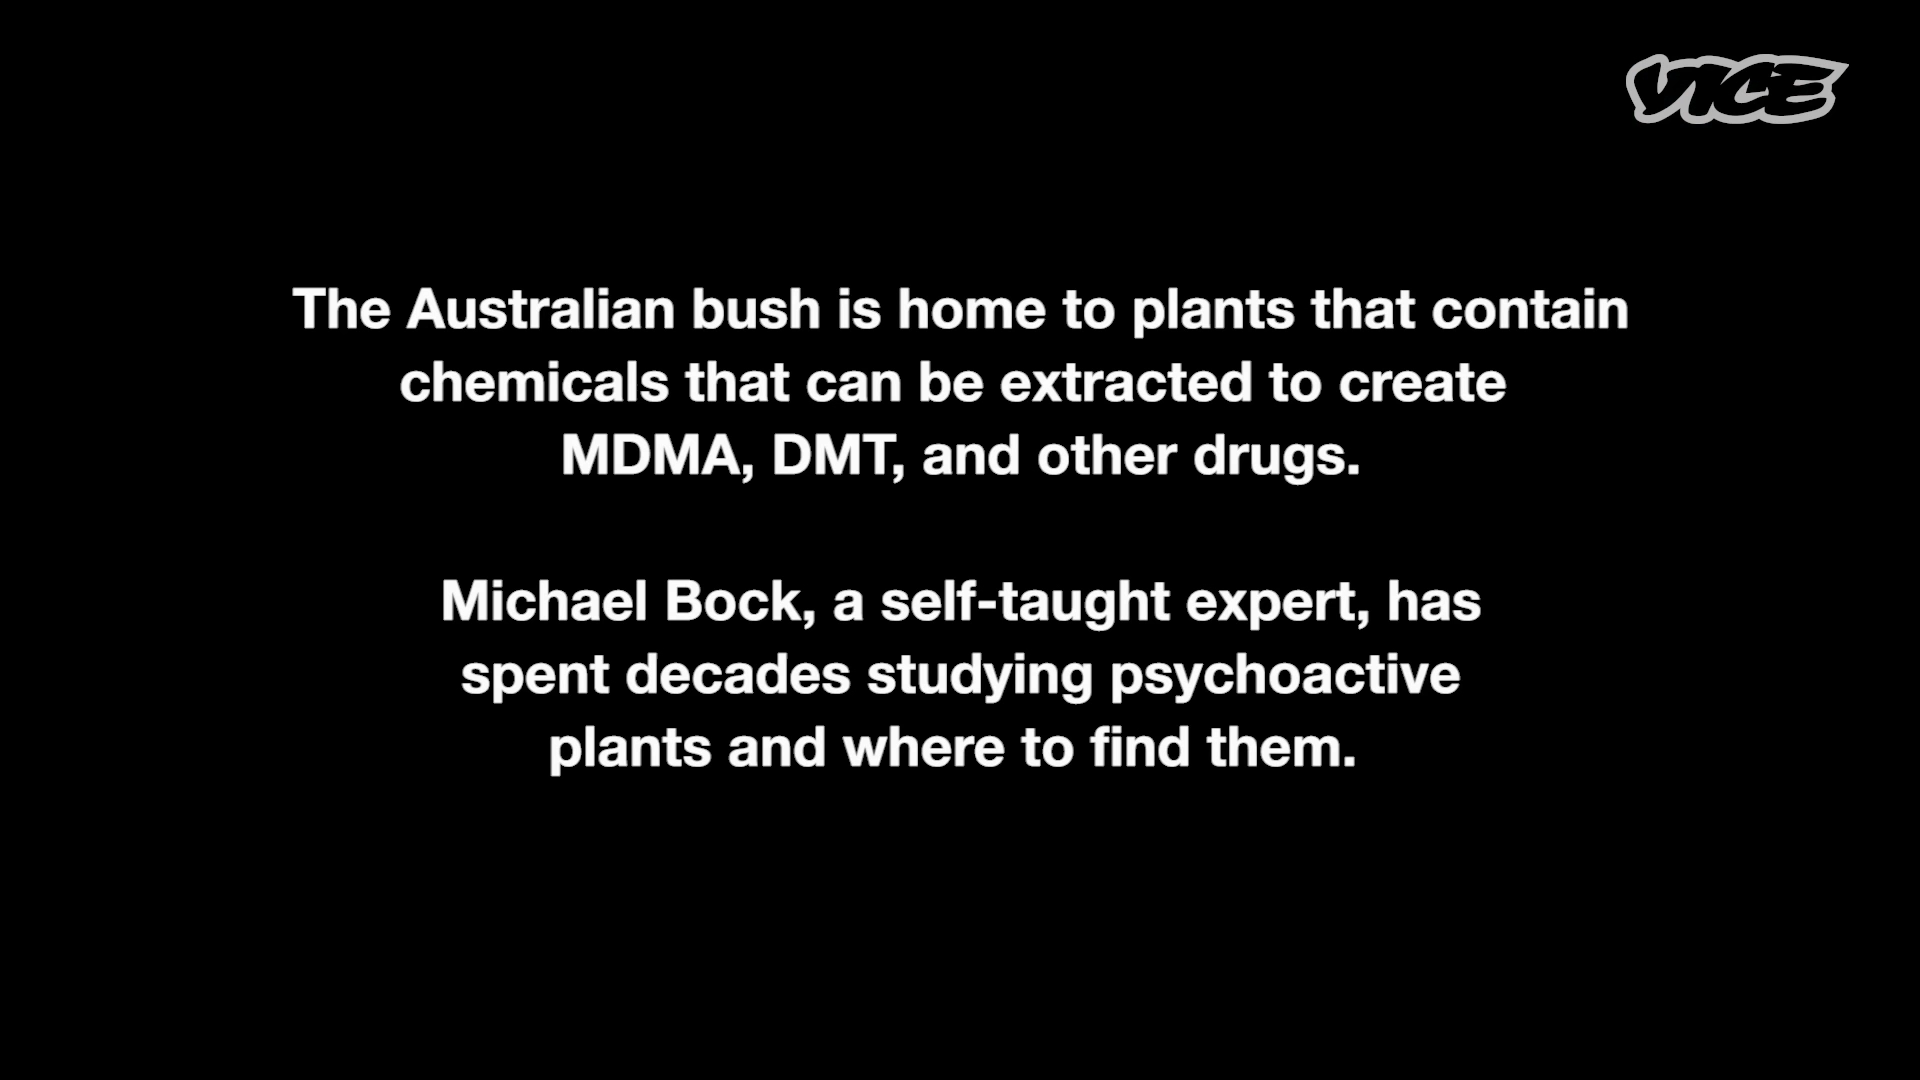 VICE
The Australian bush is home to plants that contain
chemicals that can be extracted to create
MDMA, DMT, and other drugs.
Michael Bock, a self-taught expert, has
spent decades studying psychoactive
plants and where to find them.